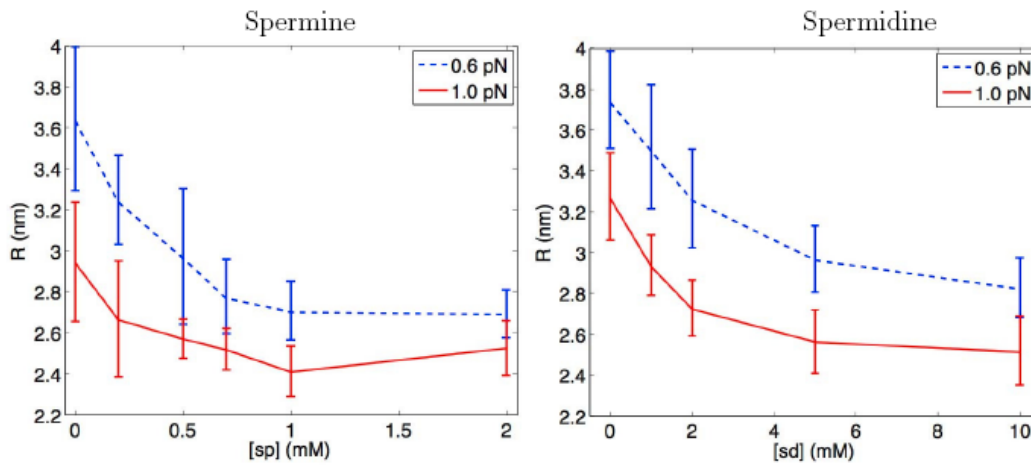 Spermine
4
3.8
3.6
3.4
3.2
3
2.8
2.6
2.4
2.2
R (nm)
0.6 pN
1.0 pN
0 0.5 1 1.5 2
[sp] (mM)
Spermidine
4
3.8
3.6
3.4
3.2
3
2.8
2.6
2.4
2.2
R (nm)
0.6 pN
1.0 pN
0 2 4 6 8 10
[sd] (mM)